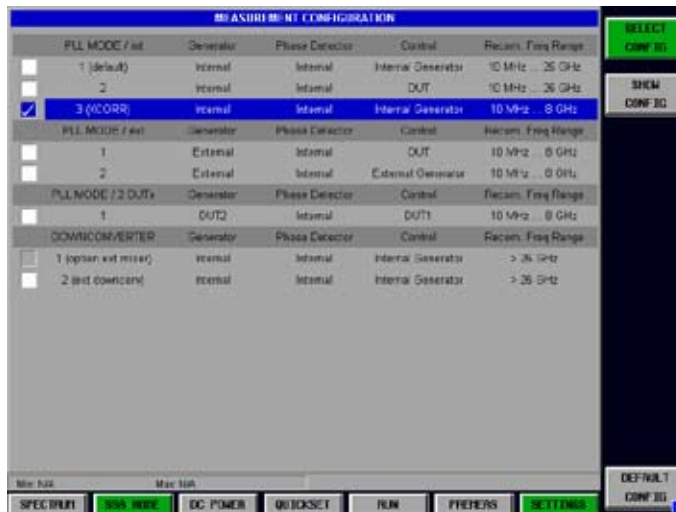 MEASUREMENT CONFIGURATION
PLL MODE / int Generator Phase Detector Control Recom. Freq Range
1 (default) Internal Internal Internal Generator 10 MHz ... 26 GHz
2 Internal Internal DUT 10 MHz ... 26 GHz
3 (XCORR) Internal Internal Internal Generator 10 MHz ... 8 GHz
PLL MODE / ext Generator Phase Detector Control Recom. Freq Range
1 External Internal DUT 10 MHz ... 8 GHz
2 External Internal External Generator 10 MHz ... 8 GHz
PLL MODE / 2 DUTs Generator Phase Detector Control Recom. Freq Range
1 DUT2 Internal DUT1 10 MHz ... 8 GHz
DOWNCONVERTER Generator Phase Detector Control Recom. Freq Range
1 (option ext mixer) Internal Internal Internal Generator > 26 GHz
2 (ext downconv) Internal Internal Internal Generator > 26 GHz
Min: N/A Max: N/A
SPECTRUM SSA MODE DC POWER QUICKSET RUN PREMEAS SETTINGS
SELECT
CONFIG
SHOW
CONFIG
DEFAULT
CONFIG